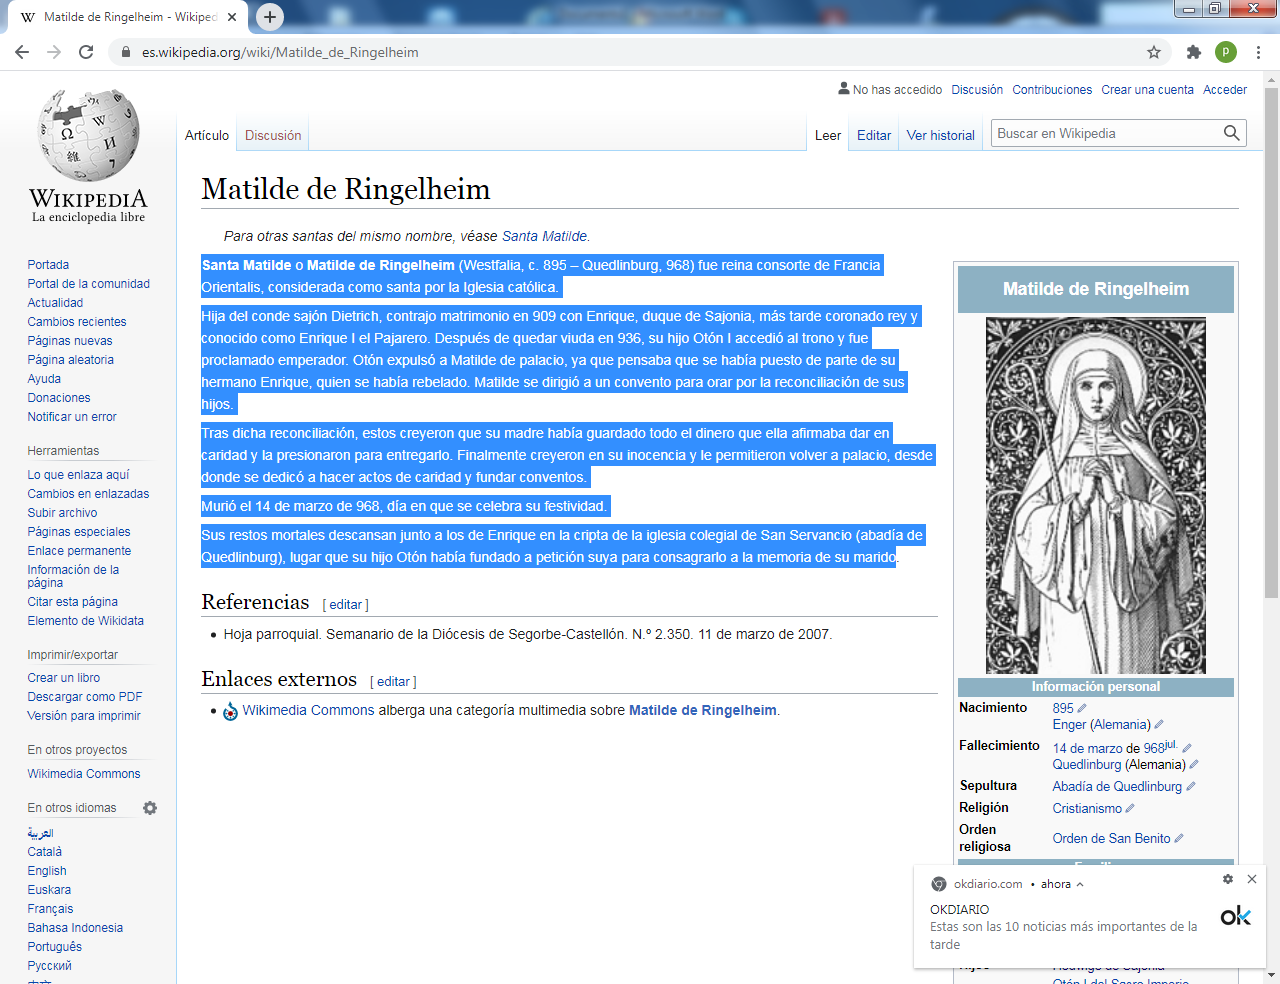 Matilde de Ringelheim - Wikiped
es.wikipedia.org/wiki/Matilde_de_Ringelheim
p
No has accedido Discusión Contribuciones Crear una cuenta Acceder
Artículo Discusión Leer Editar Ver historial Buscar en Wikipedia
WIKIPEDIA
La enciclopedia libre
Portada
Portal de la comunidad
Actualidad
Cambios recientes
Páginas nuevas
Página aleatoria
Ayuda
Donaciones
Notificar un error
Herramientas
Lo que enlaza aquí
Cambios en enlazadas
Subir archivo
Páginas especiales
Enlace permanente
Información de la
página
Citar esta página
Elemento de Wikidata
Imprimir/exportar
Crear un libro
Descargar como PDF
Versión para imprimir
En otros proyectos
Wikimedia Commons
En otros idiomas
العربية
Català
English
Euskara
Français
Bahasa Indonesia
Português
Русский
Matilde de Ringelheim
Para otras santas del mismo nombre, véase Santa Matilde.
Santa Matilde o Matilde de Ringelheim (Westfalia, c. 895 – Quedlinburg, 968) fue reina consorte de Francia
Orientalis, considerada como santa por la Iglesia católica.
Hija del conde sajón Dietrich, contrajo matrimonio en 909 con Enrique, duque de Sajonia, más tarde coronado rey y
conocido como Enrique I el Pajarero. Después de quedar viuda en 936, su hijo Otón I accedió al trono y fue
proclamado emperador. Otón expulsó a Matilde de palacio, ya que pensaba que se había puesto de parte de su
hermano Enrique, quien se había rebelado. Matilde se dirigió a un convento para orar por la reconciliación de sus
hijos.
Tras dicha reconciliación, estos creyeron que su madre había guardado todo el dinero que ella afirmaba dar en
caridad y la presionaron para entregarlo. Finalmente creyeron en su inocencia y le permitieron volver a palacio, desde
donde se dedicó a hacer actos de caridad y fundar conventos.
Murió el 14 de marzo de 968, día en que se celebra su festividad.
Sus restos mortales descansan junto a los de Enrique en la cripta de la iglesia colegial de San Servancio (abadía de
Quedlinburg), lugar que su hijo Otón había fundado a petición suya para consagrarlo a la memoria de su marido.
Referencias [ editar ]
• Hoja parroquial. Semanario de la Diócesis de Segorbe-Castellón. N.º 2.350. 11 de marzo de 2007.
Enlaces externos [ editar ]
• Wikimedia Commons alberga una categoría multimedia sobre Matilde de Ringelheim.
Matilde de Ringelheim
Información personal
Nacimiento 895
Enger (Alemania)
Fallecimiento 14 de marzo de 968jul.
Quedlinburg (Alemania)
Sepultura Abadía de Quedlinburg
Religión Cristianismo
Orden
religiosa Orden de San Benito
okdiario.com • ahora
OKDIARIO
Estas son las 10 noticias más importantes de la
tarde
ok
Hijos Hedwige de Sajonia
Otón I del Sacro Imperio